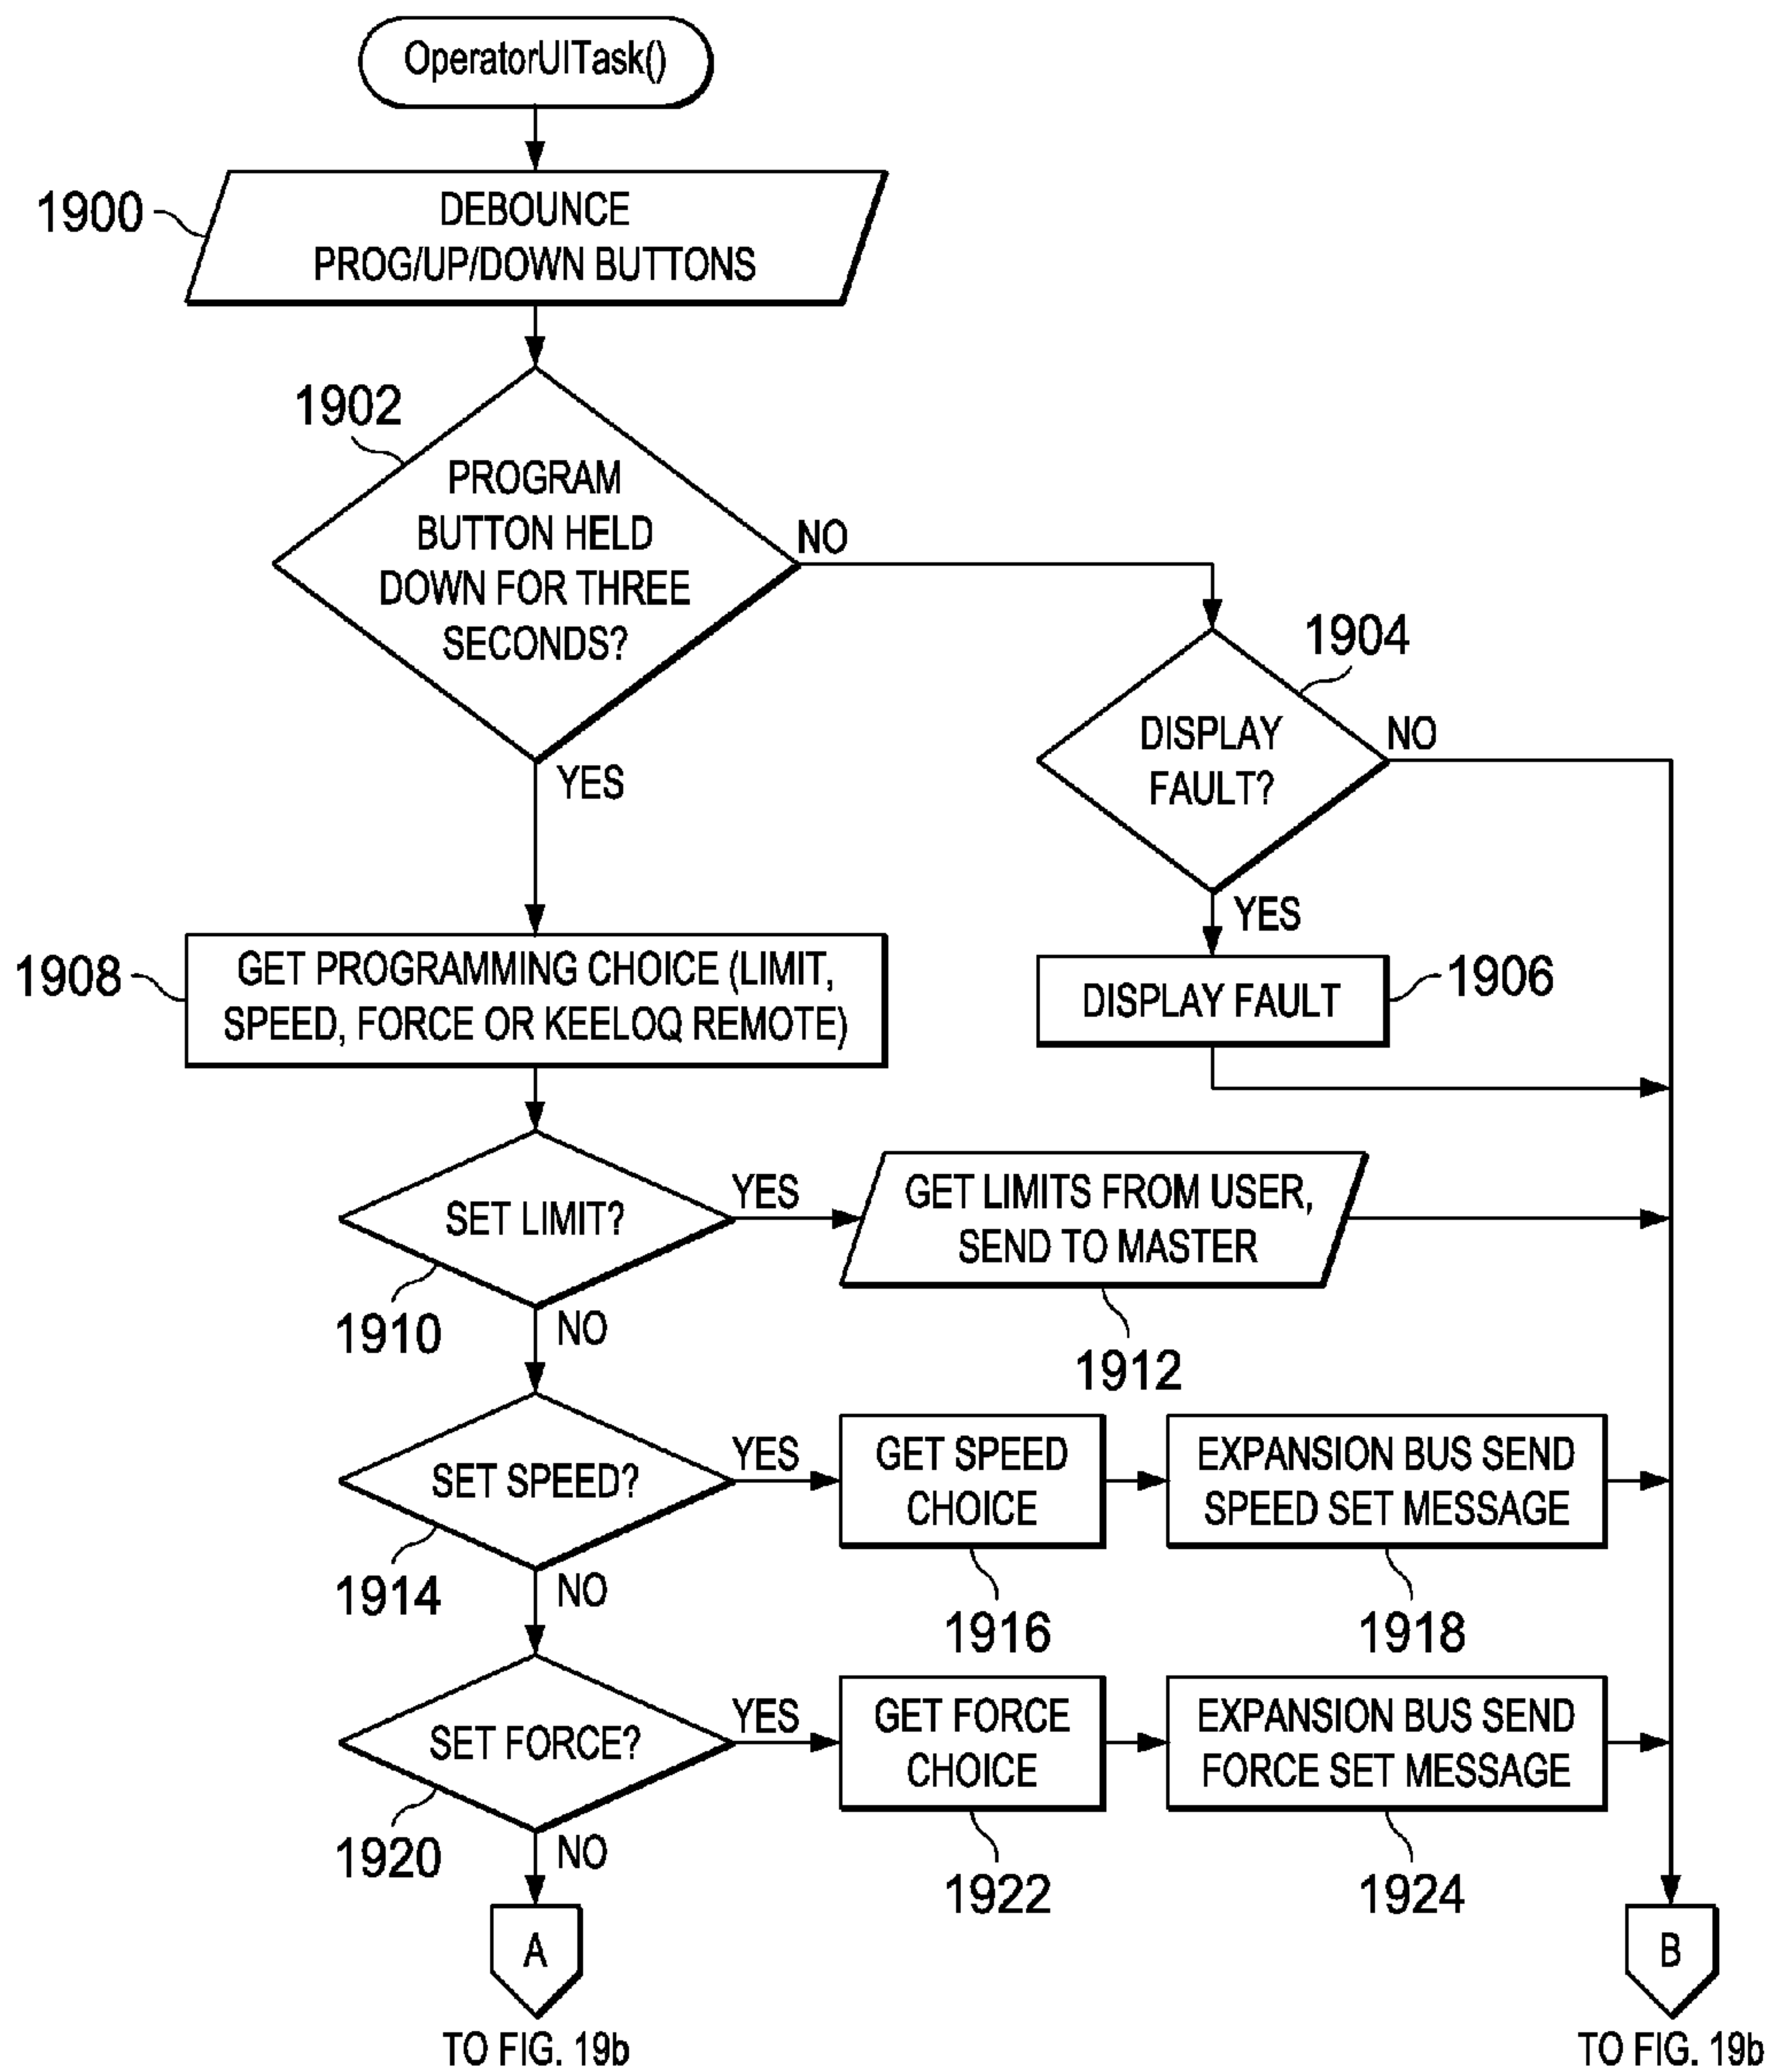 OperatorUITask()
1900
DEBOUNCE
PROG/UP/DOWN BUTTONS
1902
PROGRAM
BUTTON HELD
DOWN FOR THREE
SECONDS?
NO
YES
1904
DISPLAY
FAULT?
NO
YES
1906
DISPLAY FAULT
1908
GET PROGRAMMING CHOICE (LIMIT,
SPEED, FORCE OR KEELOQ REMOTE)
SET LIMIT?
YES
1910
NO
GET LIMITS FROM USER,
SEND TO MASTER
1912
SET SPEED?
YES
1914
NO
GET SPEED
CHOICE
1916
EXPANSION BUS SEND
SPEED SET MESSAGE
1918
SET FORCE?
YES
1920
NO
GET FORCE
CHOICE
1922
EXPANSION BUS SEND
FORCE SET MESSAGE
1924
A
TO FIG. 19b
B
TO FIG. 19b